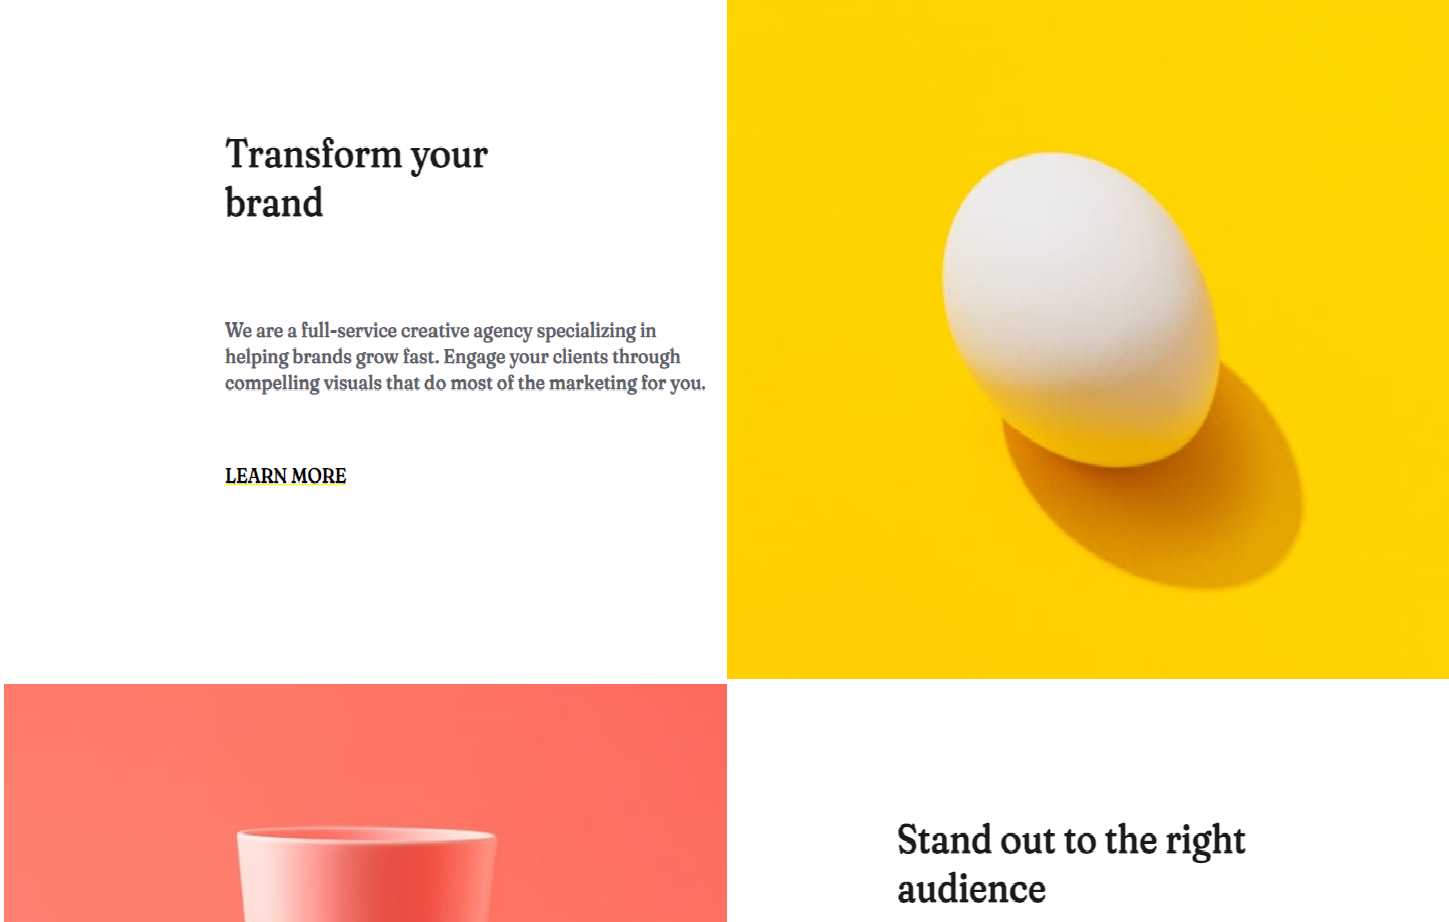 Transform your
brand
We are a full-service creative agency specializing in
helping brands grow fast. Engage your clients through
compelling visuals that do most of the marketing for you.
LEARN MORE
Stand out to the right
audience